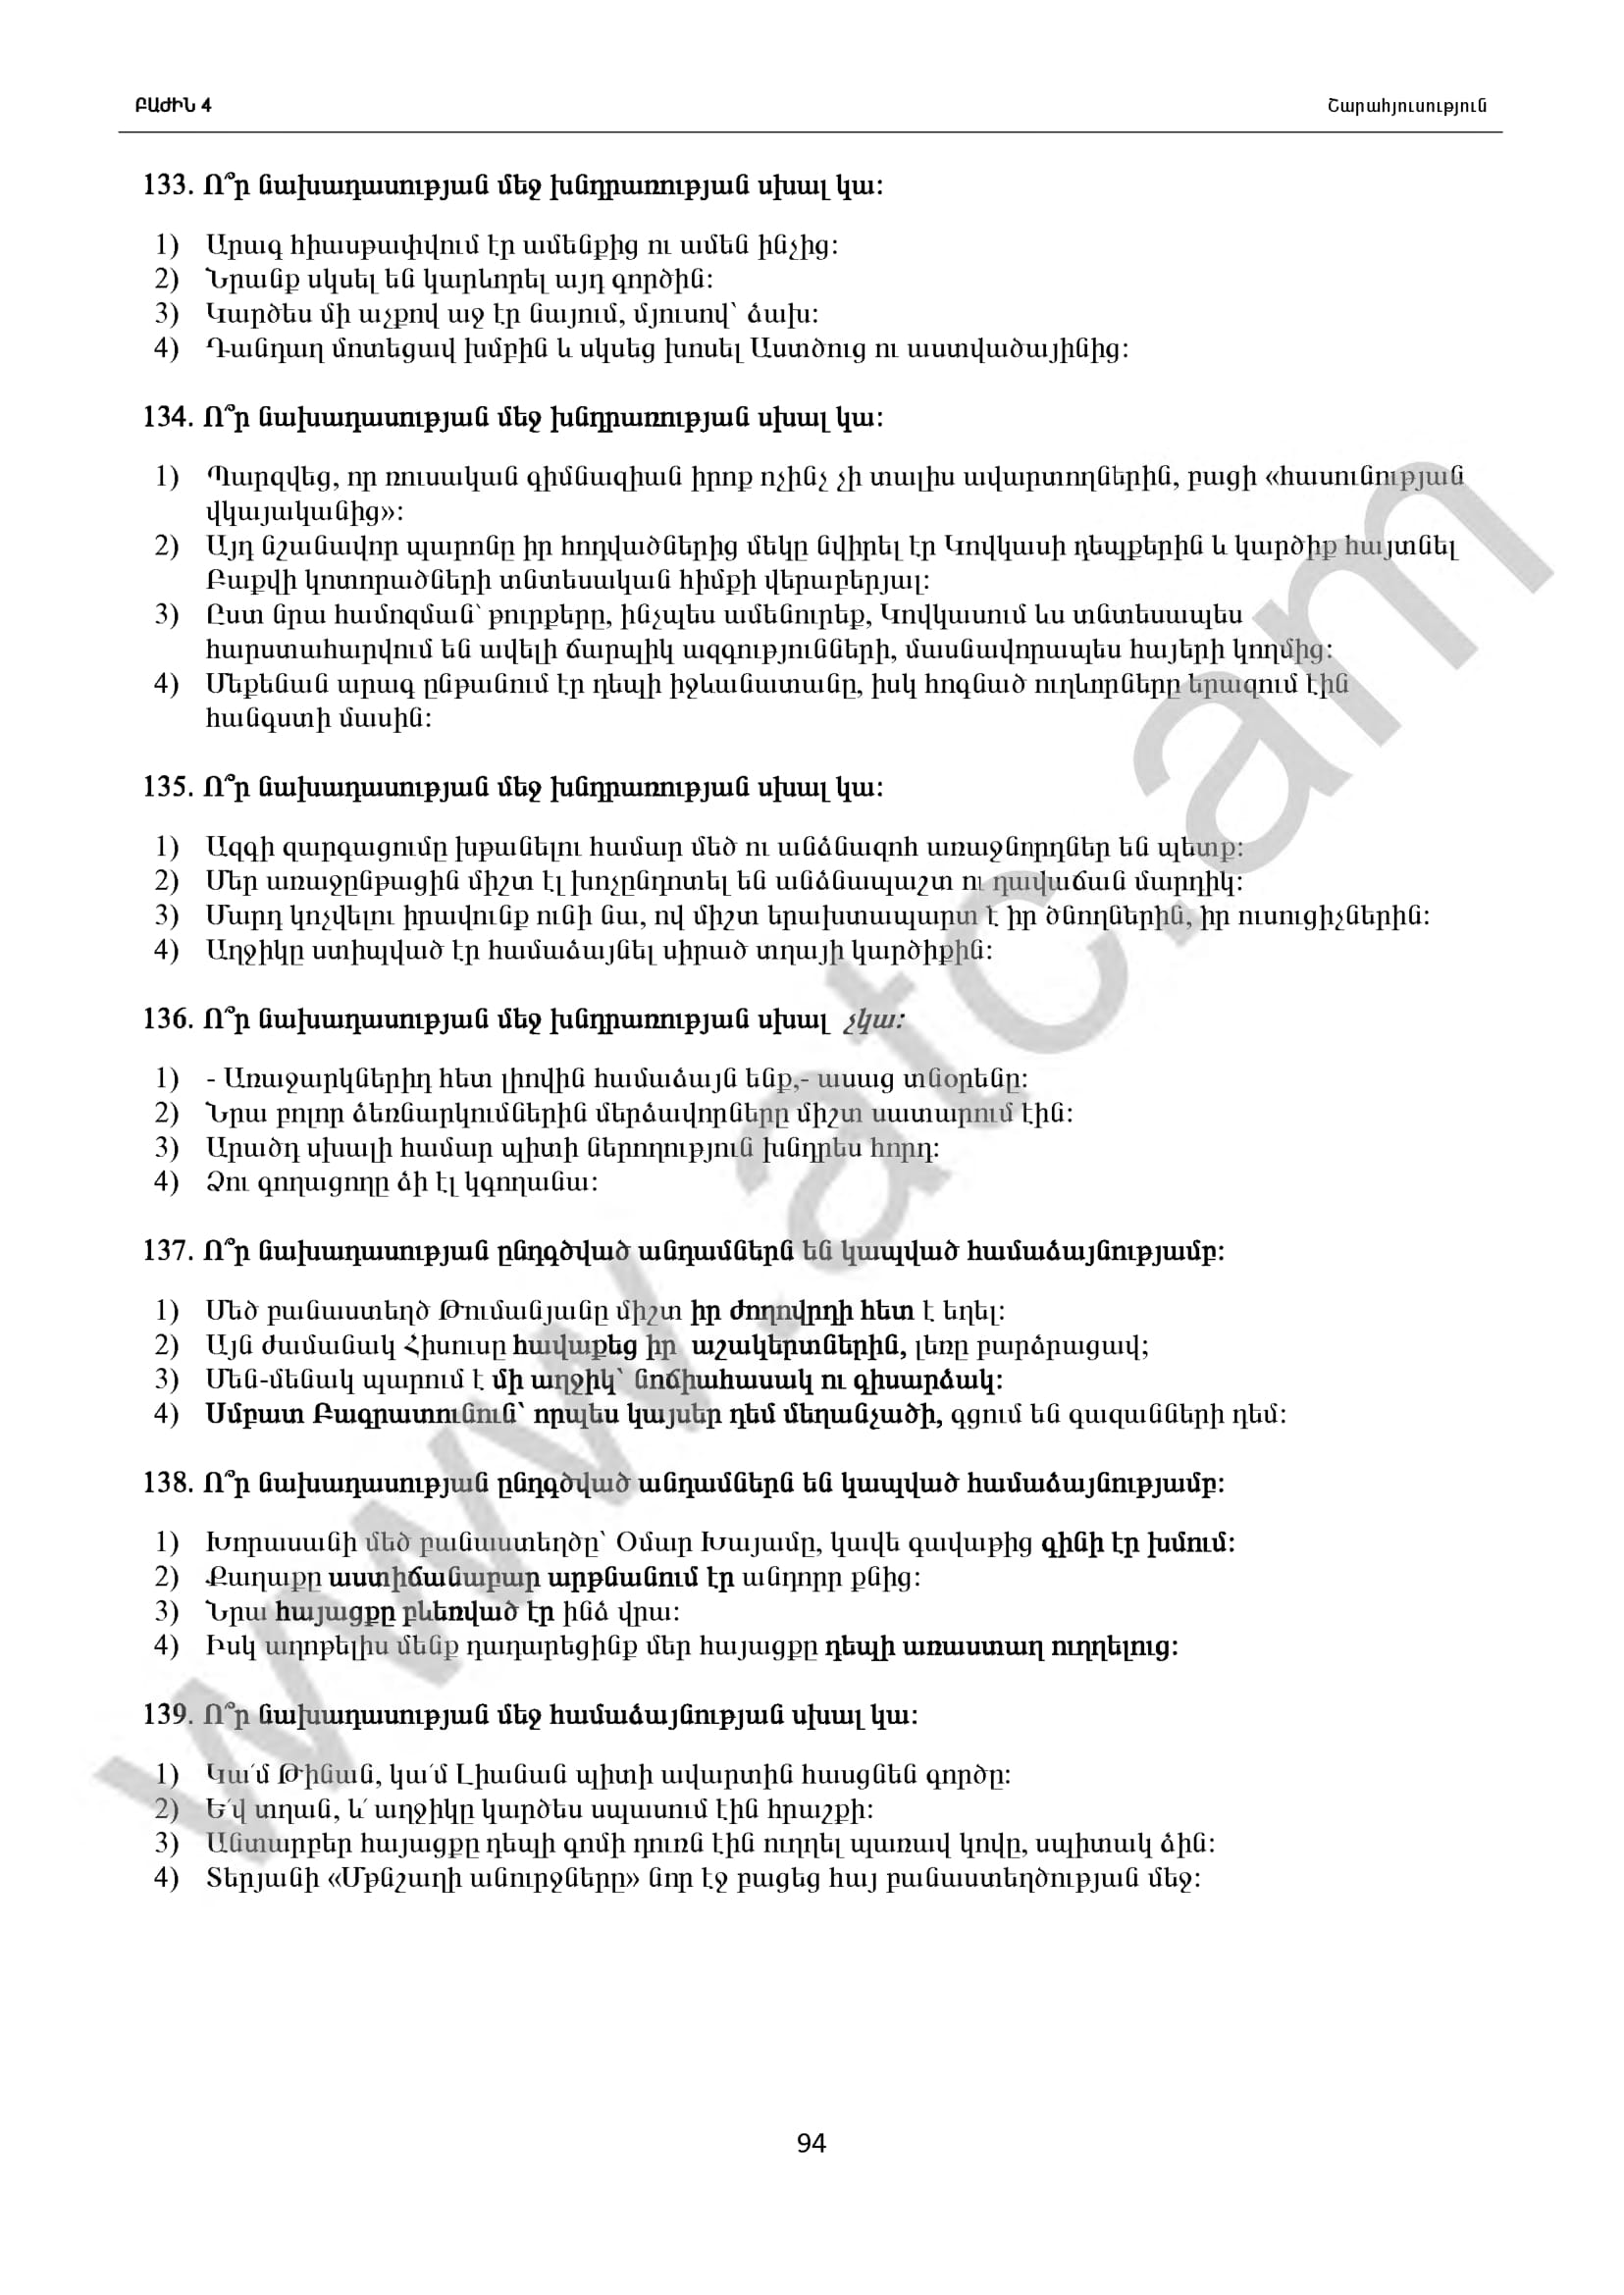 ԲԱԺԻՆ 4
Շարահյուսություն
133. Ո՞ր նախադասության մեջ խնդրառության սխալ կա:
1) Արագ հիասթափվում էր ամենքից ու ամեն ինչից:
2) Նրանք սկսել են կարևորել այդ գործին:
3) Կարծես մի աչքով աջ էր նայում, մյուսով՝ ձախ:
4) Դանդաղ մոտեցավ խմբին և սկսեց խոսել Աստծուց ու աստվածայինից:
134. Ո՞ր նախադասության մեջ խնդրառության սխալ կա:
1) Պարզվեց, որ ռուսական գիմնազիան իրոք ոչինչ չի տալիս ավարտողներին, բացի «հասունության
վկայականից»:
2) Այդ նշանավոր պարոնը իր հոդվածներից մեկը նվիրել էր Կովկասի դեպքերին և կարծիք հայտնել
Բաքվի կոտորածների տնտեսական հիմքի վերաբերյալ:
3) Ըստ նրա համոզման՝ թուրքերը, ինչպես ամենուրեք, Կովկասում ևս տնտեսապես
հարստահարվում են ավելի ճարպիկ ազգությունների, մասնավորապես հայերի կողմից:
4) Մեքենան արագ ընթանում էր դեպի իջևանատանը, իսկ հոգնած ուղևորները երազում էին
հանգստի մասին:
135. Ո՞ր նախադասության մեջ խնդրառության սխալ կա:
1) Ազգի զարգացումը խթանելու համար մեծ ու անձնազոհ առաջնորդներ են պետք:
2) Մեր առաջընթացին միշտ էլ խոչընդոտել են անձնապաշտ ու դավաճան մարդիկ:
3) Մարդ կոչվելու իրավունք ունի նա, ով միշտ երախտապարտ է իր ծնողներին, իր ուսուցիչներին:
4) Աղջիկը ստիպված էր համաձայնել սիրած տղայի կարծիքին:
136. Ո՞ր նախադասության մեջ խնդրառության սխալ չկա:
1) - Առաջարկներիդ հետ լիովին համաձայն ենք,- ասաց տնօրենը:
2) Նրա բոլոր ձեռնարկումներին մերձավորները միշտ սատարում էին:
3) Արածդ սխալի համար պիտի ներողություն խնդրես հորդ:
4) Ձու գողացողը ձի էլ կգողանա:
137. Ո՞ր նախադասության ընդգծված անդամներն են կապված համաձայնությամբ:
1) Մեծ բանաստեղծ Թումանյանը միշտ իր ժողովրդի հետ է եղել:
2) Այն ժամանակ Հիսուսը հավաքեց իր աշակերտներին, լեռը բարձրացավ;
3) Մեն-մենակ պարում է մի աղջիկ՝ նոճիահասակ ու գիսարձակ:
4) Սմբատ Բագրատունուն՝ որպես կայսեր դեմ մեղանչածի, գցում են գազանների դեմ:
138. Ո՞ր նախադասության ընդգծված անդամներն են կապված համաձայնությամբ:
1) Խորասանի մեծ բանաստեղծը՝ Օմար Խայամը, կավե գավաթից գինի էր խմում:
2) Քաղաքը աստիճանաբար արթնանում էր անդորր քնից:
3) Նրա հայացքը բևեռված էր ինձ վրա:
4) Իսկ աղոթելիս մենք դադարեցինք մեր հայացքը դեպի առաստաղ ուղղելուց:
139. Ո՞ր նախադասության մեջ համաձայնության սխալ կա:
1) Կա՛մ Թինան, կա՛մ Լիանան պիտի ավարտին հասցնեն գործը:
2) Ե՛վ տղան, և՛ աղջիկը կարծես սպասում էին հրաշքի:
3) Անտարբեր հայացքը դեպի գոմի դուռն էին ուղղել պառավ կովը, սպիտակ ձին:
4) Տերյանի «Մթնշաղի անուրջները» նոր էջ բացեց հայ բանաստեղծության մեջ:
www.atc.am
94